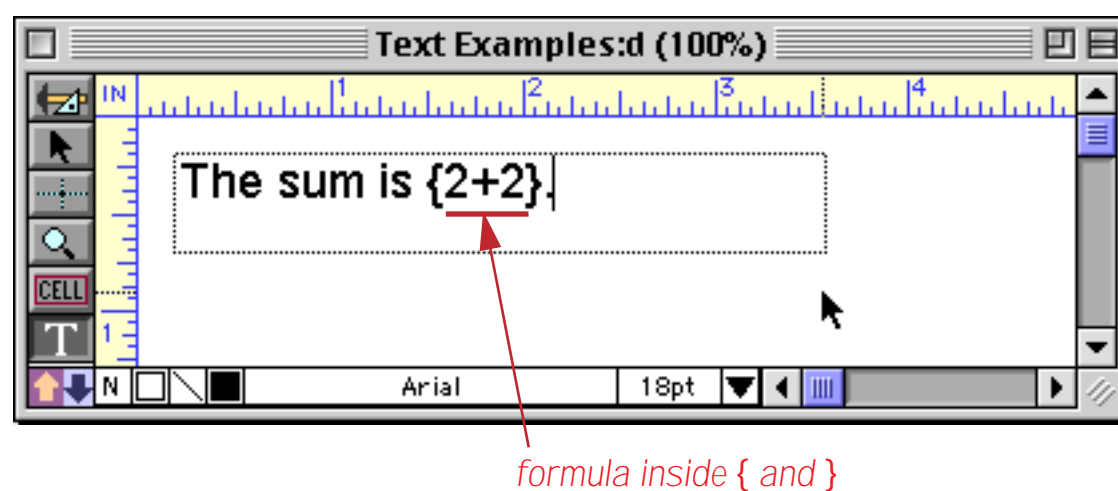 Text Examples:d (100%)
IN 1 2 3 4
The sum is {2+2}.
CELL
T 1
N Arial 18pt
formula inside { and }